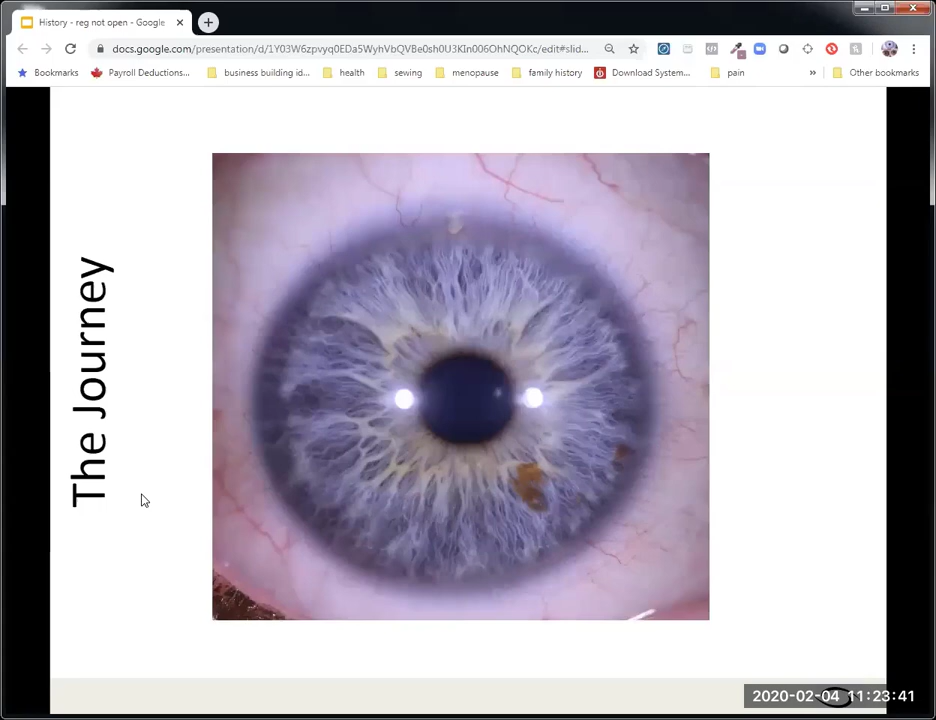 History - reg not open - Google
docs.google.com/presentation/d/1Y03W6zpvyq0EDa5WyhVbQVBe0sh0U3KIn006OhNQOKc/edit#slid...
Bookmarks
Payroll Deductions...
business building id...
health
sewing
menopause
family history
Download System...
pain
»
Other bookmarks
The Journey
2020-02-04 11:23:41